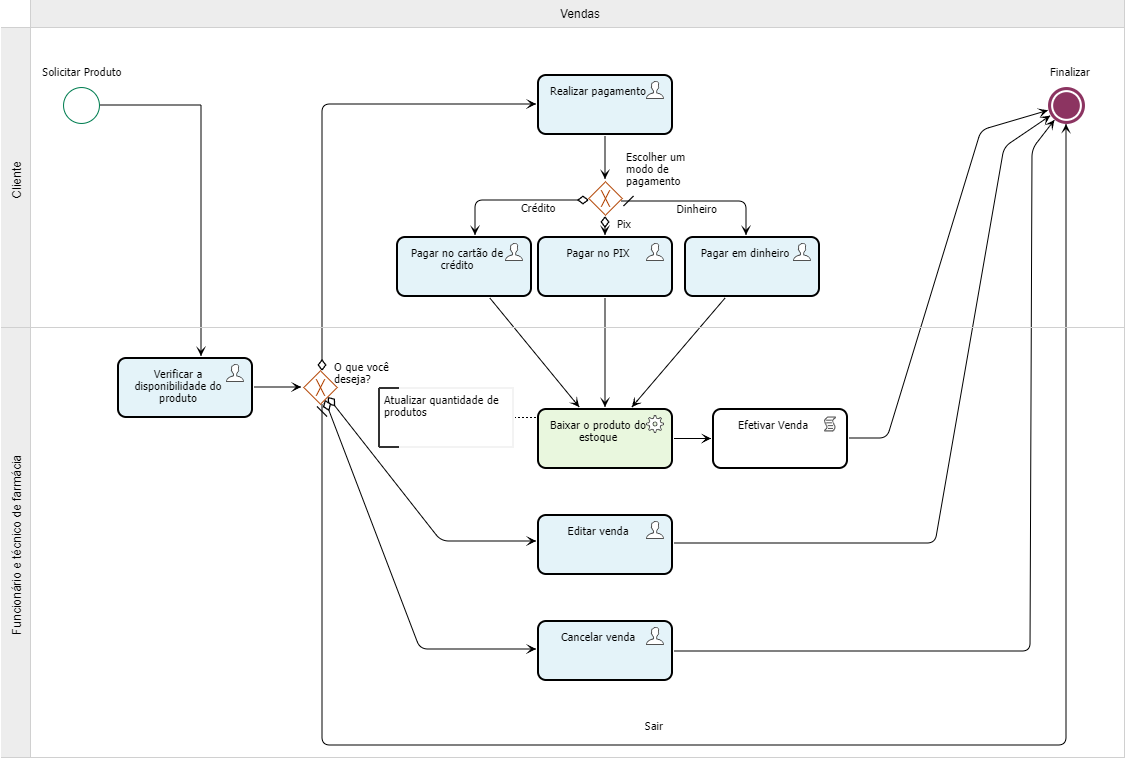 Vendas
Cliente
Solicitar Produto
Finalizar
Realizar pagamento
Escolher um
modo de
pagamento
Crédito
Dinheiro
Pix
Pagar no cartão de
crédito
Pagar no PIX
Pagar em dinheiro
Funcionário e técnico de farmácia
Verificar a
disponibilidade do
produto
O que você
deseja?
Atualizar quantidade de
produtos
Baixar o produto do
estoque
Efetivar Venda
Editar venda
Cancelar venda
Sair